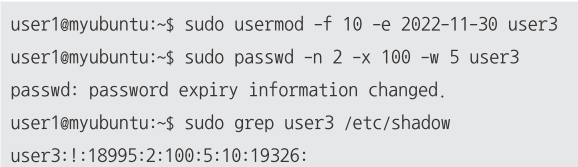 user1@myubuntu:~$ sudo usermod -f 10 -e 2022-11-30 user3
user1@myubuntu:~$ sudo passwd -n 2 -x 100 -w 5 user3
passwd: password expiry information changed.
user1@myubuntu:~$ sudo grep user3 /etc/shadow
user3:!:18995:2:100:5:10:19326: